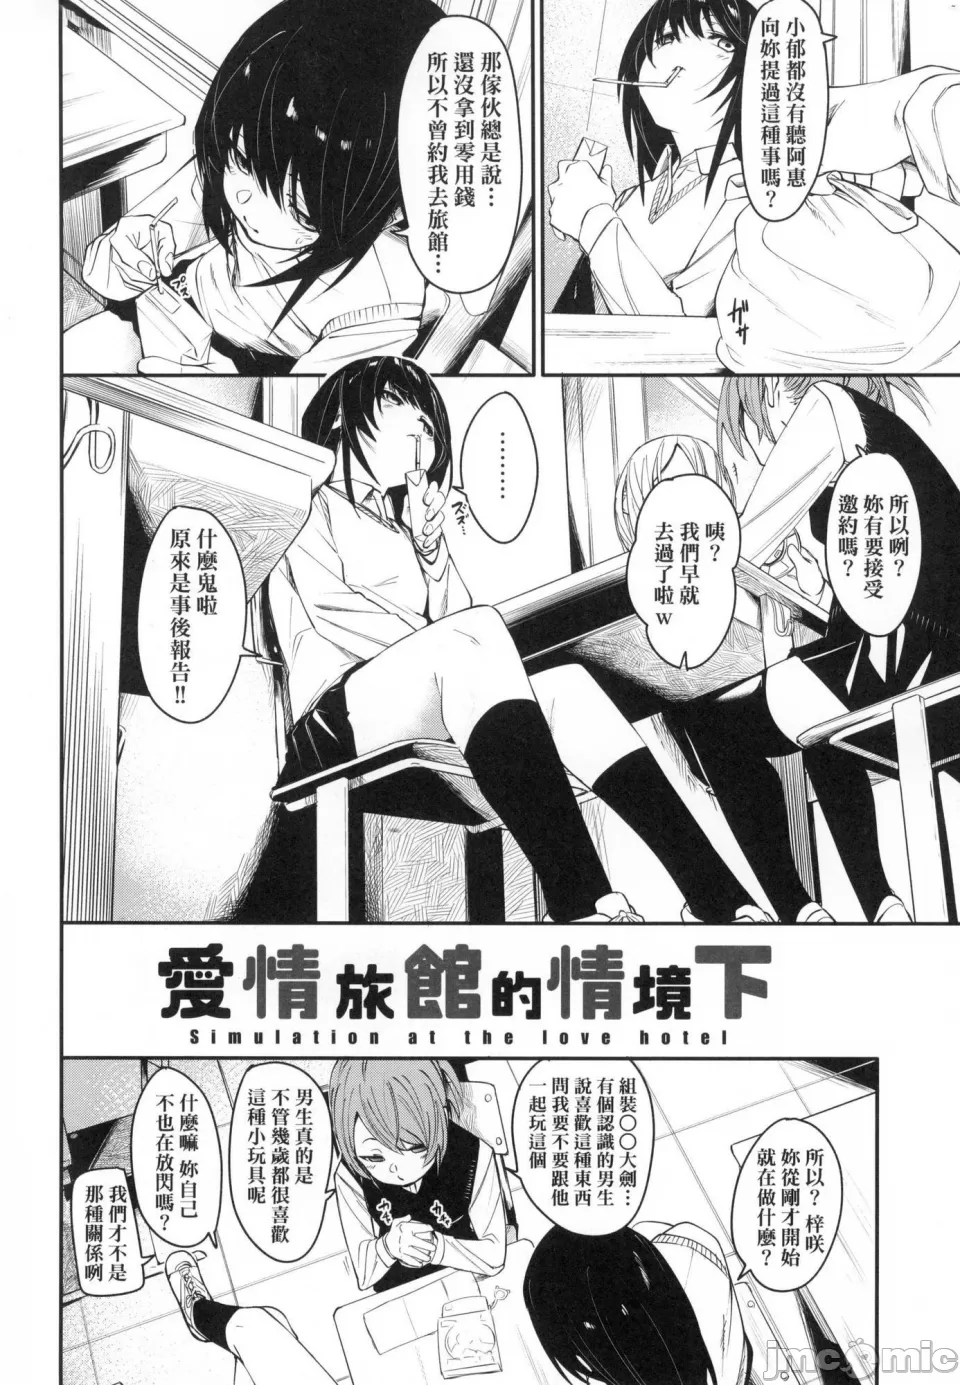 小郁都沒有聽阿惠
向妳提過這種事嗎？
ガサ
那傢伙總是說…
還沒拿到零用錢
所以不曾約我去旅館…
プス
所以咧？
妳有要接受
邀約嗎？
咦？
我們早就
去過了啦w
………
ズズ…
什麼鬼啦
原來是事後報告!!
愛情旅館的情境下
Simulation at the love hotel
所以？梓咲
妳從剛才開始
就在做什麼？
組裝〇〇大劍…
有個認識的男生
說喜歡這種東西
問我要不要跟他
一起玩這個
男生真的是
不管幾歲都很喜歡
這種小玩具呢
什麼嘛 妳自己
不也在放閃嗎？
我們才不是
那種關係咧
jmcomic